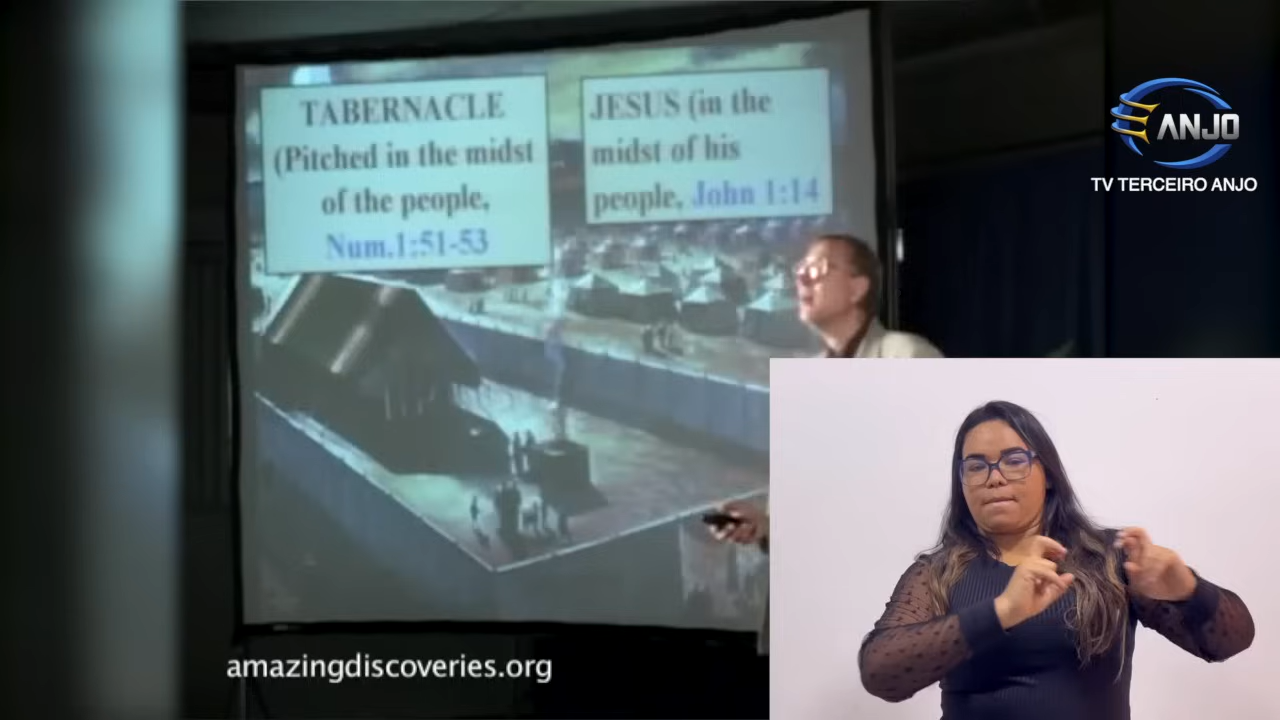 TABERNACLE
(Pitched in the midst
of the people,
Num.1:51-53
JESUS (in the
midst of his
people, John 1:14
ANJO
TV TERCEIRO ANJO
amazingdiscoveries.org